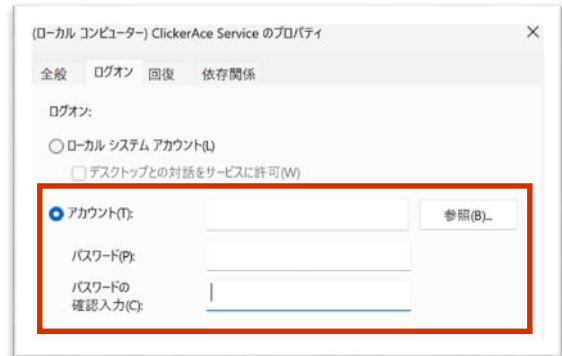 (ローカル コンピューター) ClickerAce Service のプロパティ
全般 ログオン 回復 依存関係
ログオン:
ローカル システム アカウント(L)
デスクトップとの対話をサービスに許可(W)
アカウント(T): 参照(B)...
パスワード(P):
パスワードの
確認入力(C):